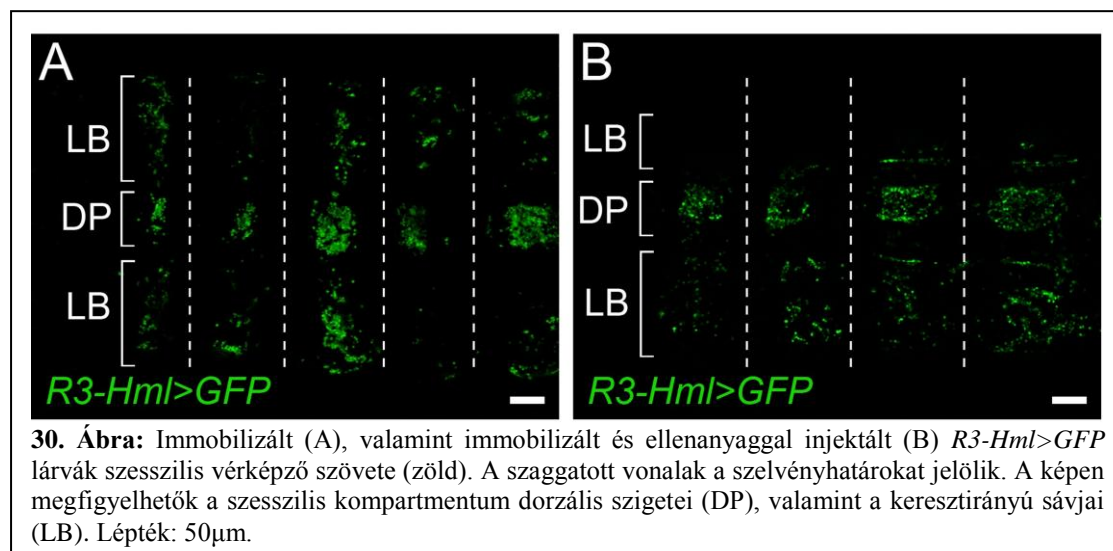 A
B
LB
DP
LB
LB
DP
LB
R3-Hml>GFP
R3-Hml>GFP
30. Ábra: Immobilizált (A), valamint immobilizált és ellenanyaggal injektált (B) R3-Hml>GFP
lárvák szesszilis vérképző szövete (zöld). A szaggatott vonalak a szelvényhatárokat jelölik. A képen
megfigyelhetők a szesszilis kompartmentum dorzális szigetei (DP), valamint a keresztirányú sávjai
(LB). Lépték: 50µm.